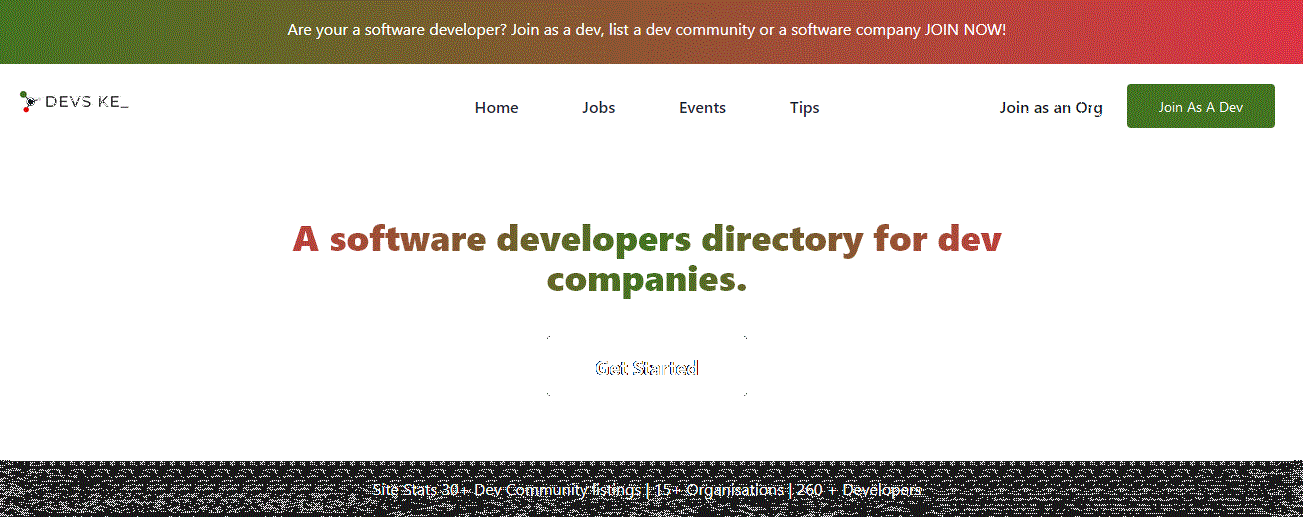 Are your a software developer? Join as a dev, list a dev community or a software company JOIN NOW!
DEVS KE_
Home Jobs Events Tips Join as an Org Join As A Dev
A software developers directory for dev
companies.
Get Started
Site Stats 30+ Dev Community listings | 15+ Organisations | 260 + Developers